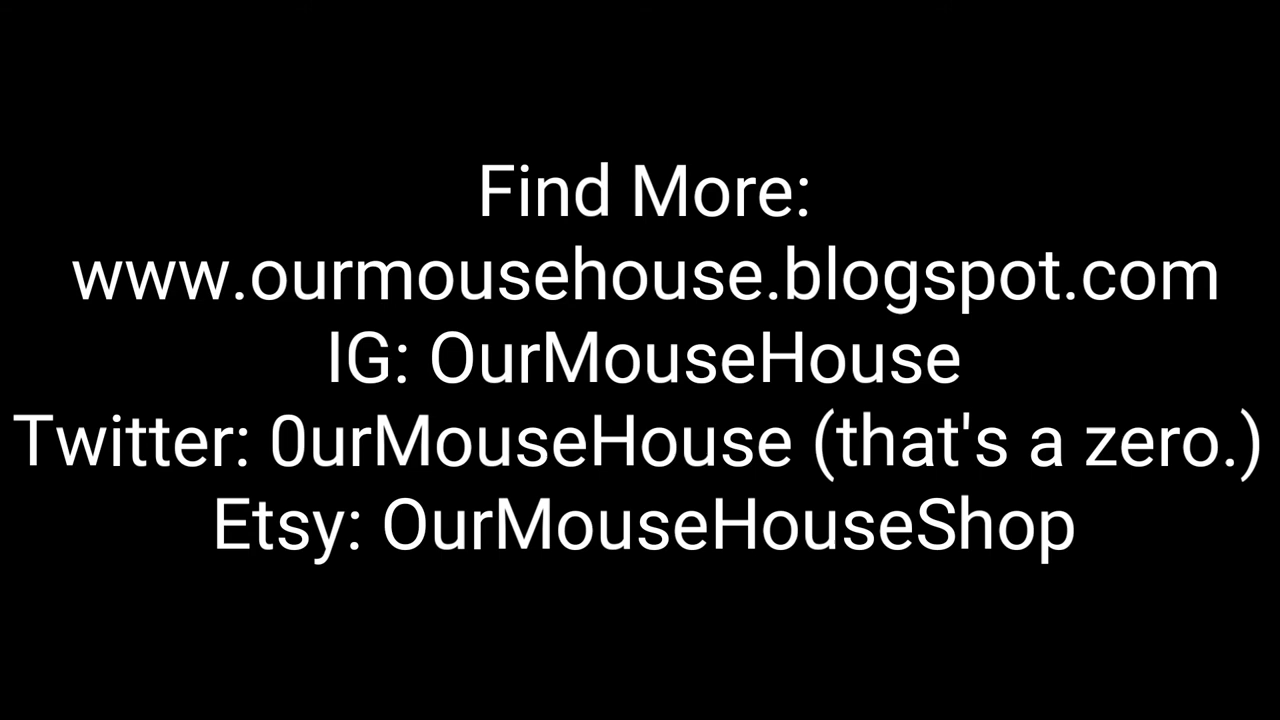 Find More:
www.ourmousehouse.blogspot.com
IG: OurMouseHouse
Twitter: 0urMouseHouse (that's a zero.)
Etsy: OurMouseHouseShop